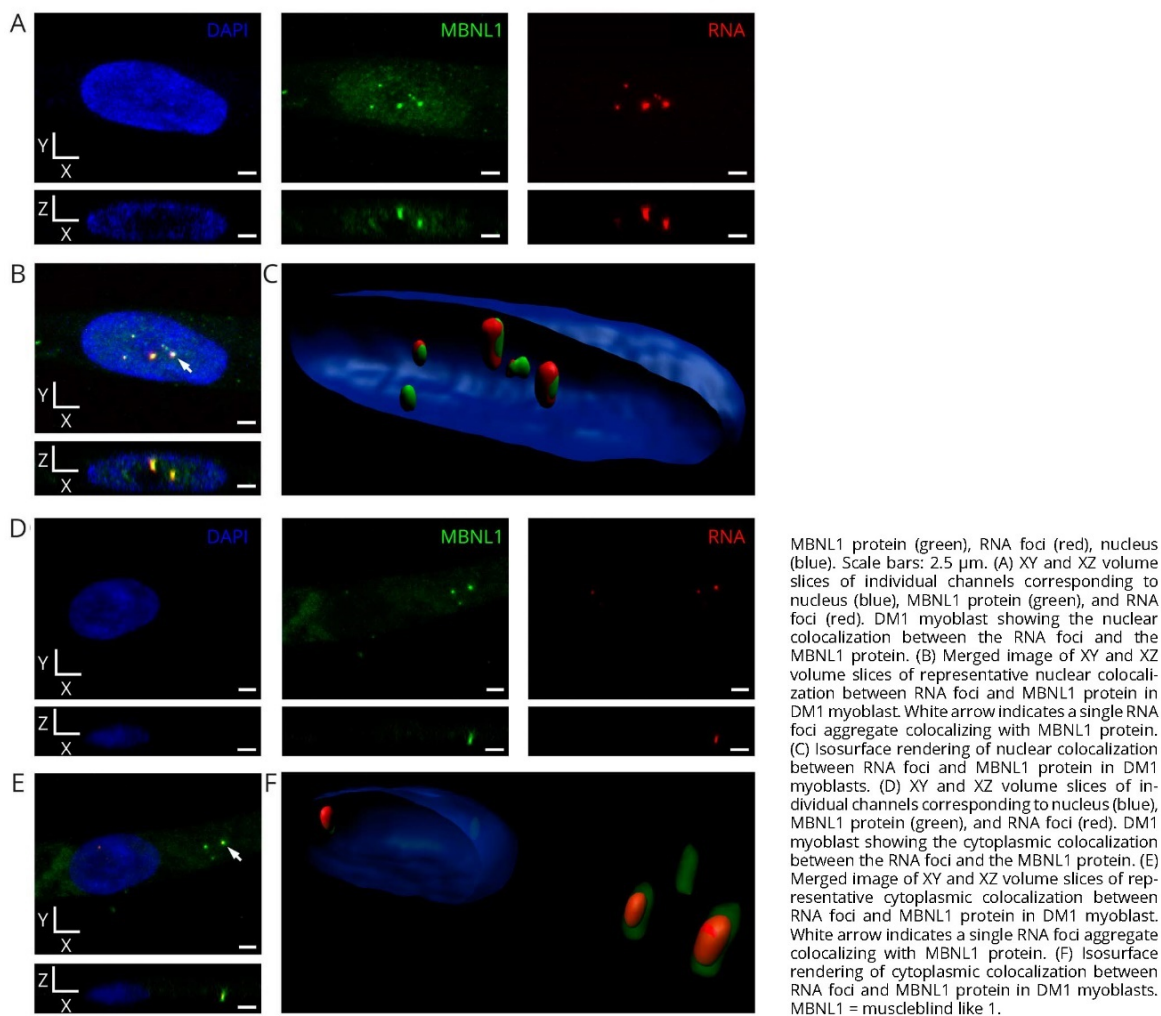 A
DAPI
MBNL1
RNA
Y
X
Z
X
B
C
Y
X
Z
X
D
DAPI
MBNL1
RNA
Y
X
Z
X
E
F
Y
X
Z
X
MBNL1 protein (green), RNA foci (red), nucleus
(blue). Scale bars: 2.5 µm. (A) XY and XZ volume
slices of individual channels corresponding to
nucleus (blue), MBNL1 protein (green), and RNA
foci (red). DM1 myoblast showing the nuclear
colocalization between the RNA foci and the
MBNL1 protein. (B) Merged image of XY and XZ
volume slices of representative nuclear colocali-
zation between RNA foci and MBNL1 protein in
DM1 myoblast. White arrow indicates a single RNA
foci aggregate colocalizing with MBNL1 protein.
(C) Isosurface rendering of nuclear colocalization
between RNA foci and MBNL1 protein in DM1
myoblasts. (D) XY and XZ volume slices of in-
dividual channels corresponding to nucleus (blue),
MBNL1 protein (green), and RNA foci (red). DM1
myoblast showing the cytoplasmic colocalization
between the RNA foci and the MBNL1 protein. (E)
Merged image of XY and XZ volume slices of rep-
resentative cytoplasmic colocalization between
RNA foci and MBNL1 protein in DM1 myoblast.
White arrow indicates a single RNA foci aggregate
colocalizing with MBNL1 protein. (F) Isosurface
rendering of cytoplasmic colocalization between
RNA foci and MBNL1 protein in DM1 myoblasts.
MBNL1 = muscleblind like 1.